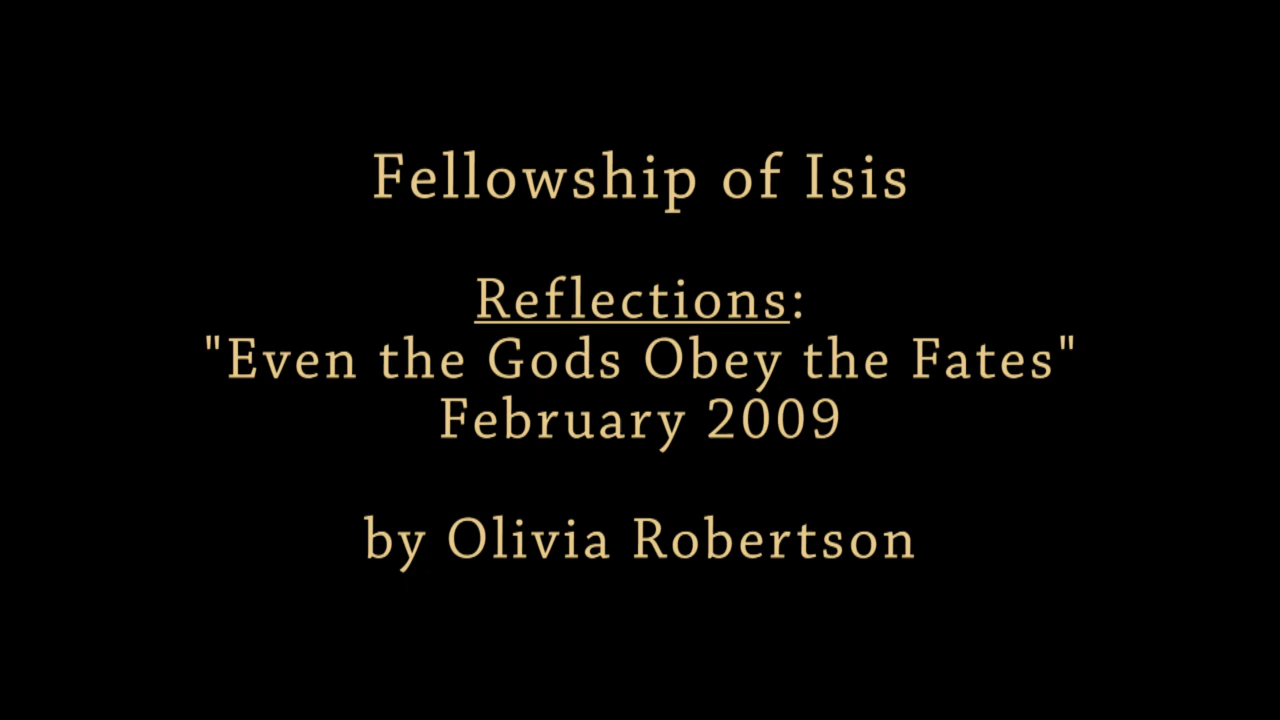 Fellowship of Isis
Reflections:
"Even the Gods Obey the Fates"
February 2009
by Olivia Robertson